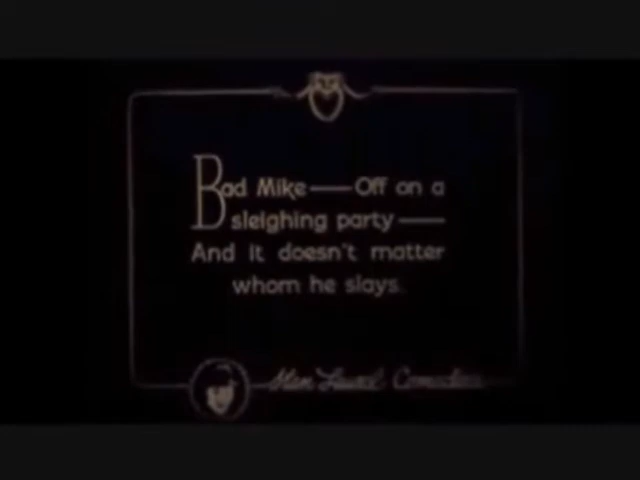 Bad Mike—Off on a
sleighing party—
And it doesn't matter
whom he slays.
Stan Laurel Comedies